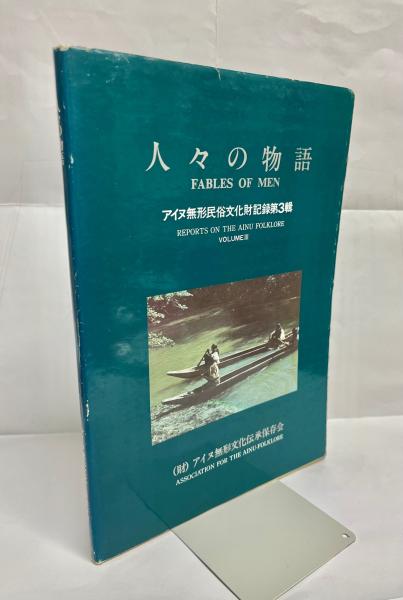 人々の物語
FABLES OF MEN
アイヌ無形民俗文化財記録第3輯
REPORTS ON THE AINU FOLKLORE
VOLUME III
(財)アイヌ無形文化伝承保存会
ASSOCIATION FOR THE AINU-FOLKLORE